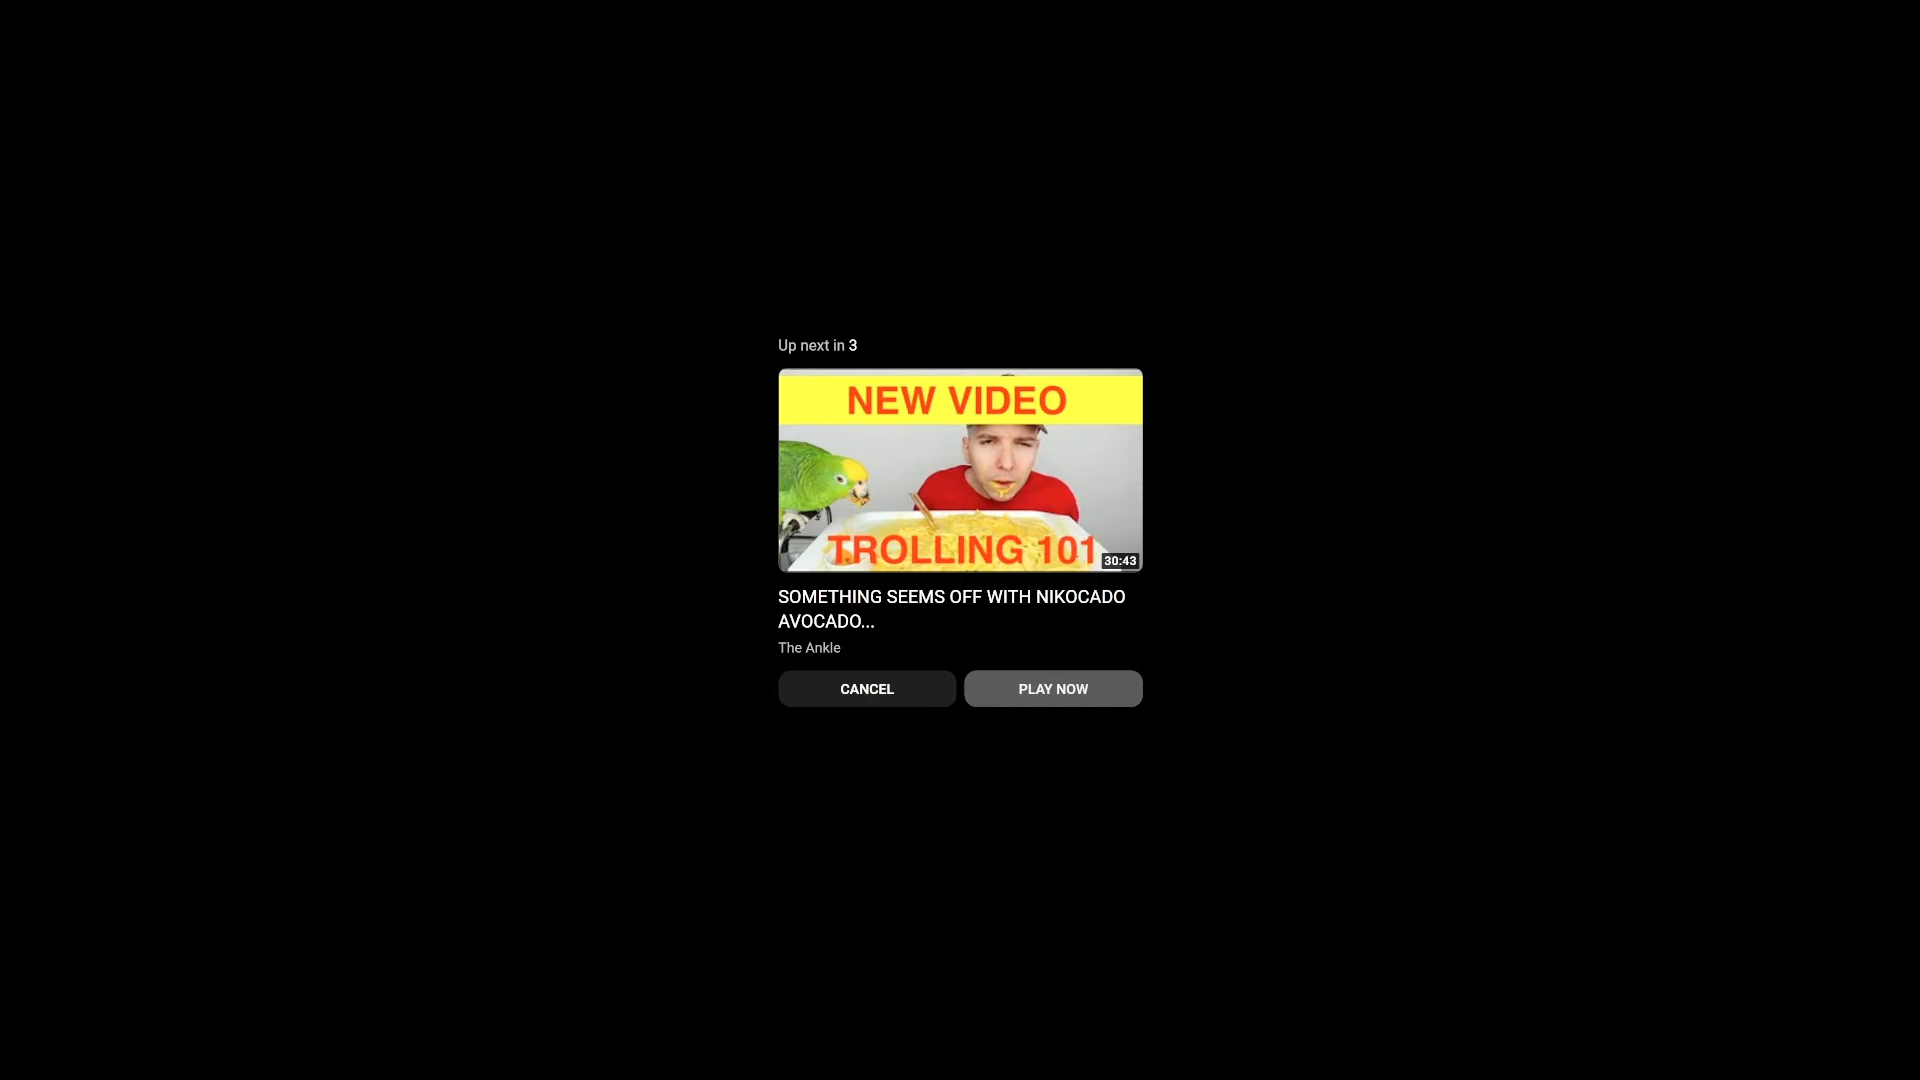 Up next in 3
NEW VIDEO
TROLLING 101
30:43
SOMETHING SEEMS OFF WITH NIKOCADO
AVOCADO...
The Ankle
CANCEL
PLAY NOW